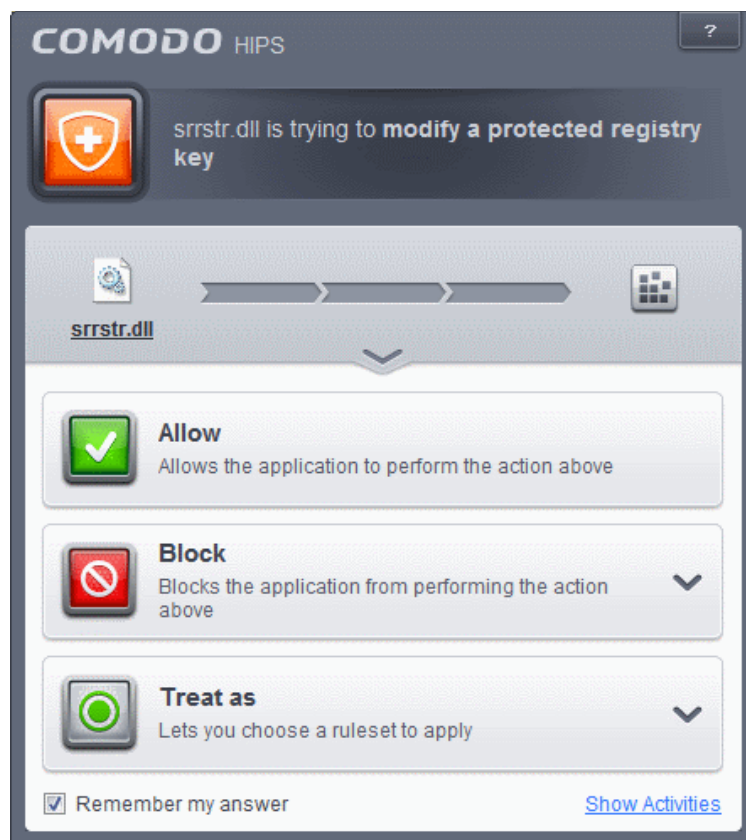 COMODO HIPS
?
srrstr.dll is trying to modify a protected registry
key
srrstr.dll
Allow
Allows the application to perform the action above
Block
Blocks the application from performing the action
above
Treat as
Lets you choose a ruleset to apply
Remember my answer
Show Activities